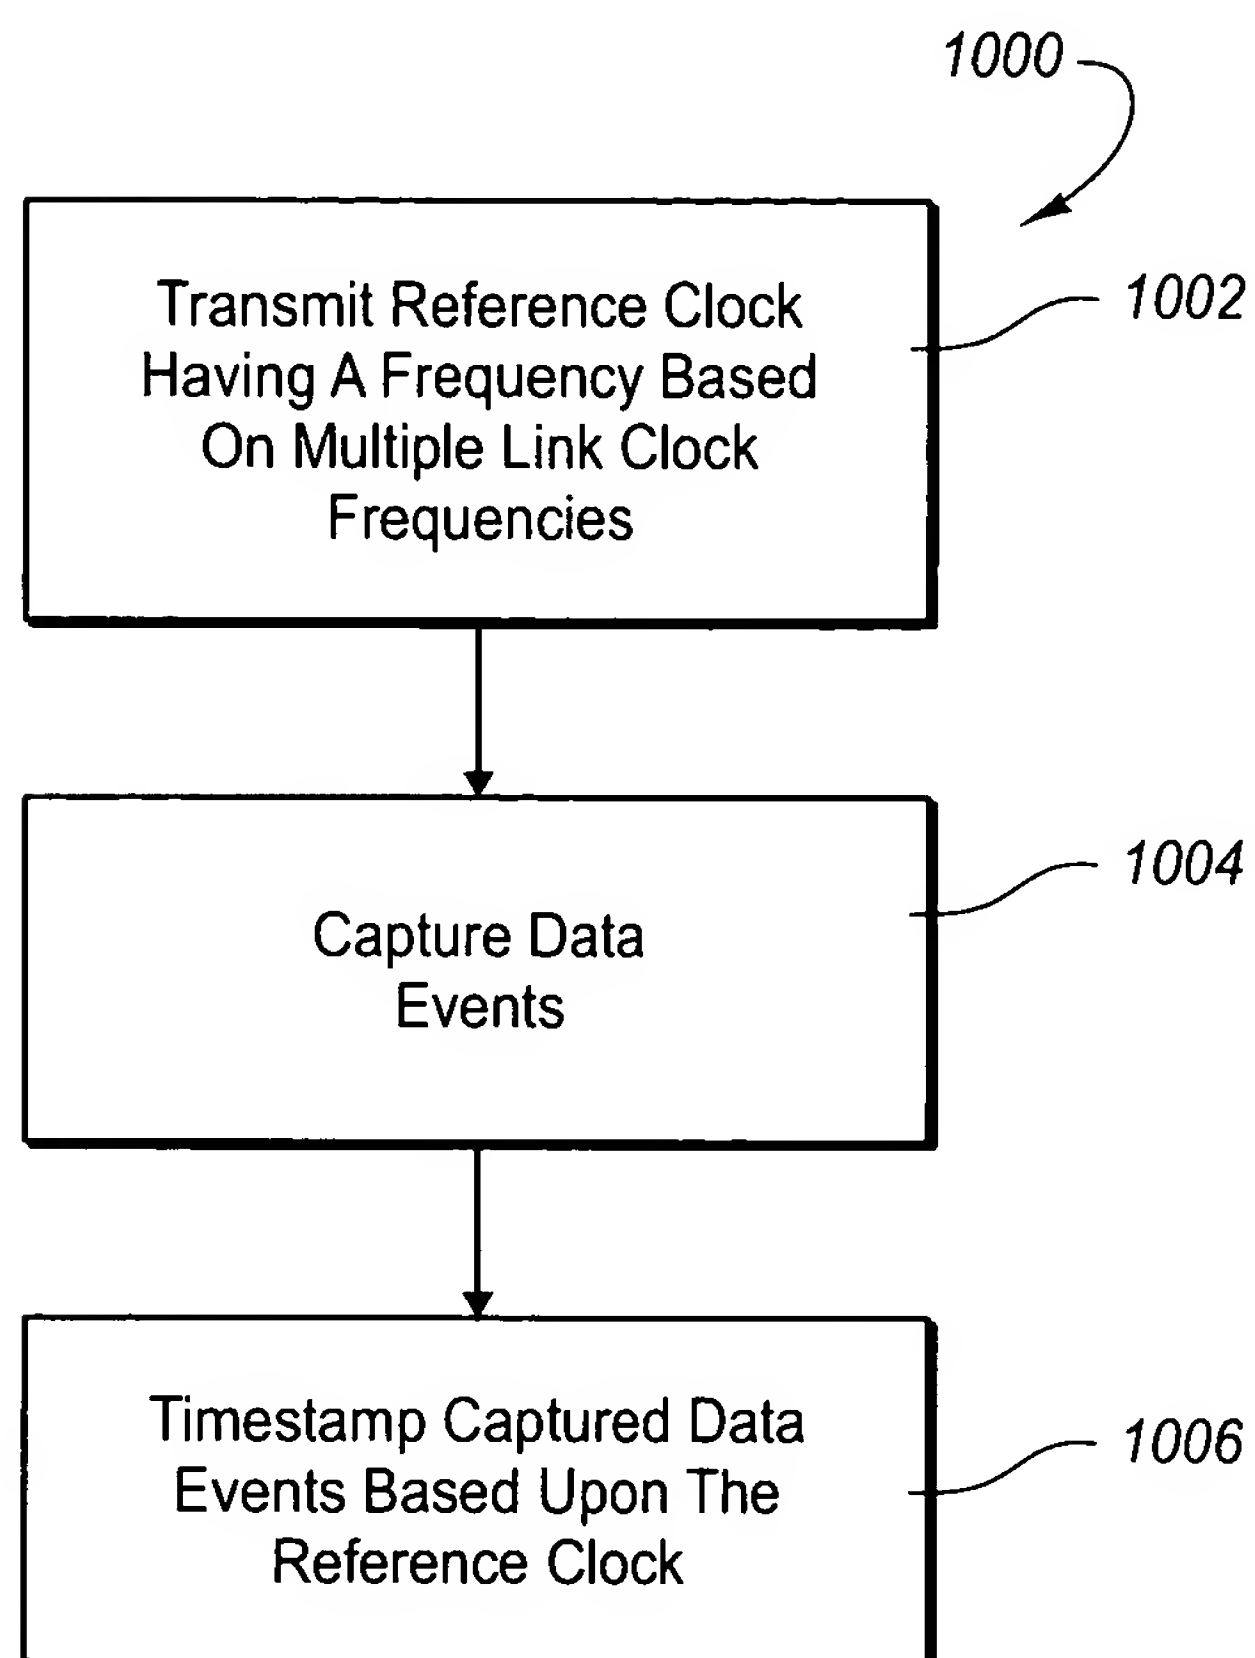 1000
Transmit Reference Clock
Having A Frequency Based
On Multiple Link Clock
Frequencies
1002
Capture Data
Events
1004
Timestamp Captured Data
Events Based Upon The
Reference Clock
1006